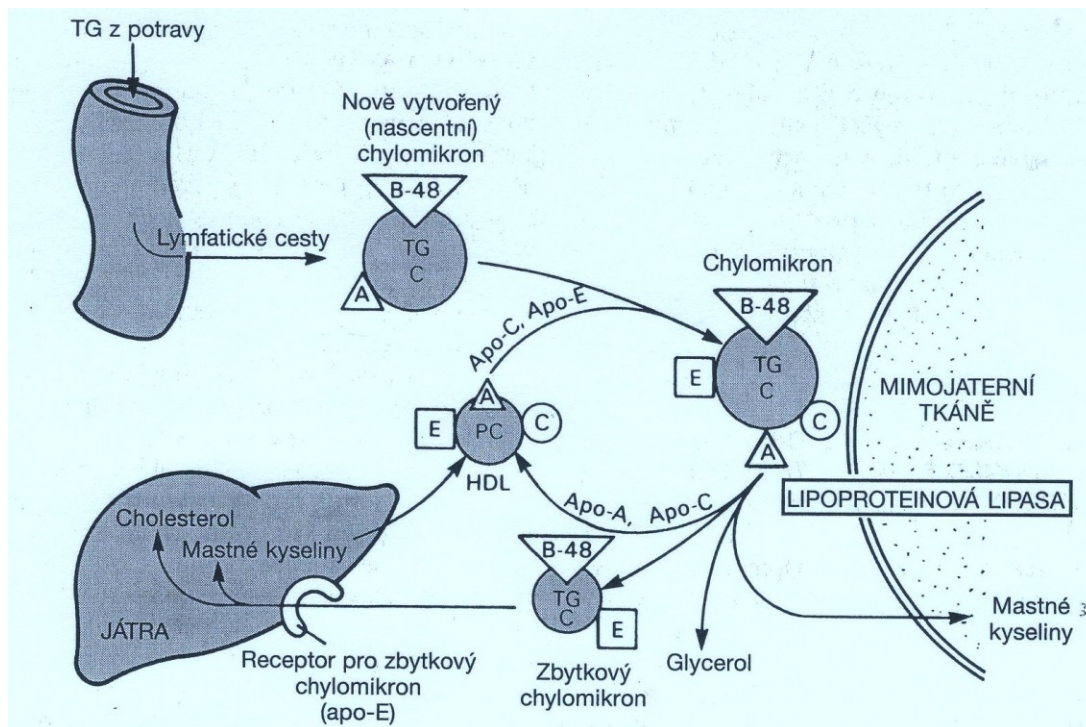 TG z potravy
Nově vytvořený
(nascentní)
chylomikron
B-48
TG
C
A
Lymfatické cesty
Chylomikron
B-48
TG
C
E
C
A
Apo-C, Apo-E
A
E
PC
C
HDL
MIMOJATERNÍ
TKÁNĚ
LIPOPROTEINOVÁ LIPASA
Apo-A, Apo-C
Cholesterol
Mastné kyseliny
JÁTRA
B-48
TG
C
E
Receptor pro zbytkový
chylomikron
(apo-E)
Zbytkový
chylomikron
Glycerol
Mastné
kyseliny